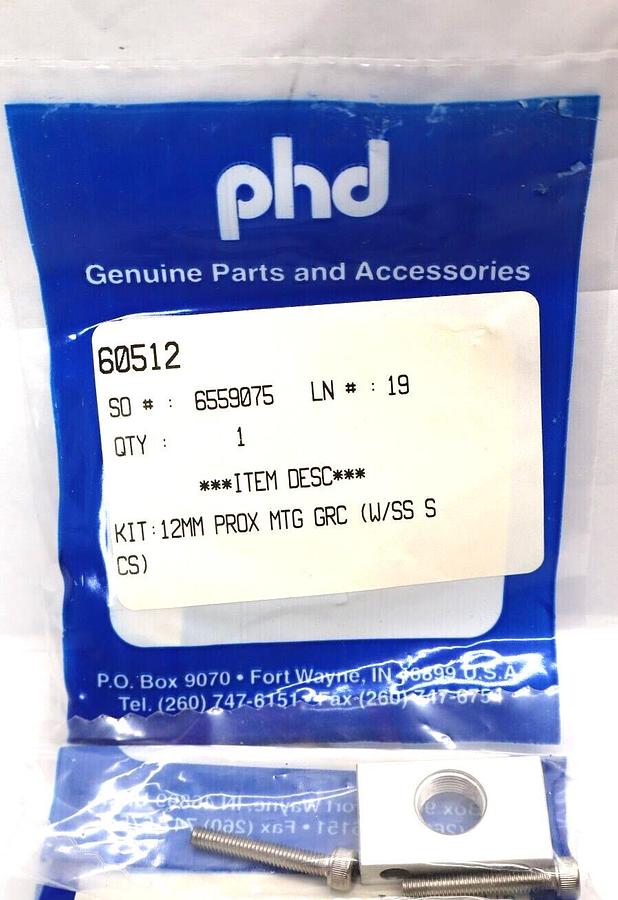 phd
Genuine Parts and Accessories
60512
SO # : 6559075 LN # : 19
QTY : 1
***ITEM DESC***
KIT:12MM PROX MTG GRC (W/SS S
CS)
P.O. Box 9070 • Fort Wayne, IN 46899 U.S.A.
Tel. (260) 747-6151 • Fax (260) 747-6754